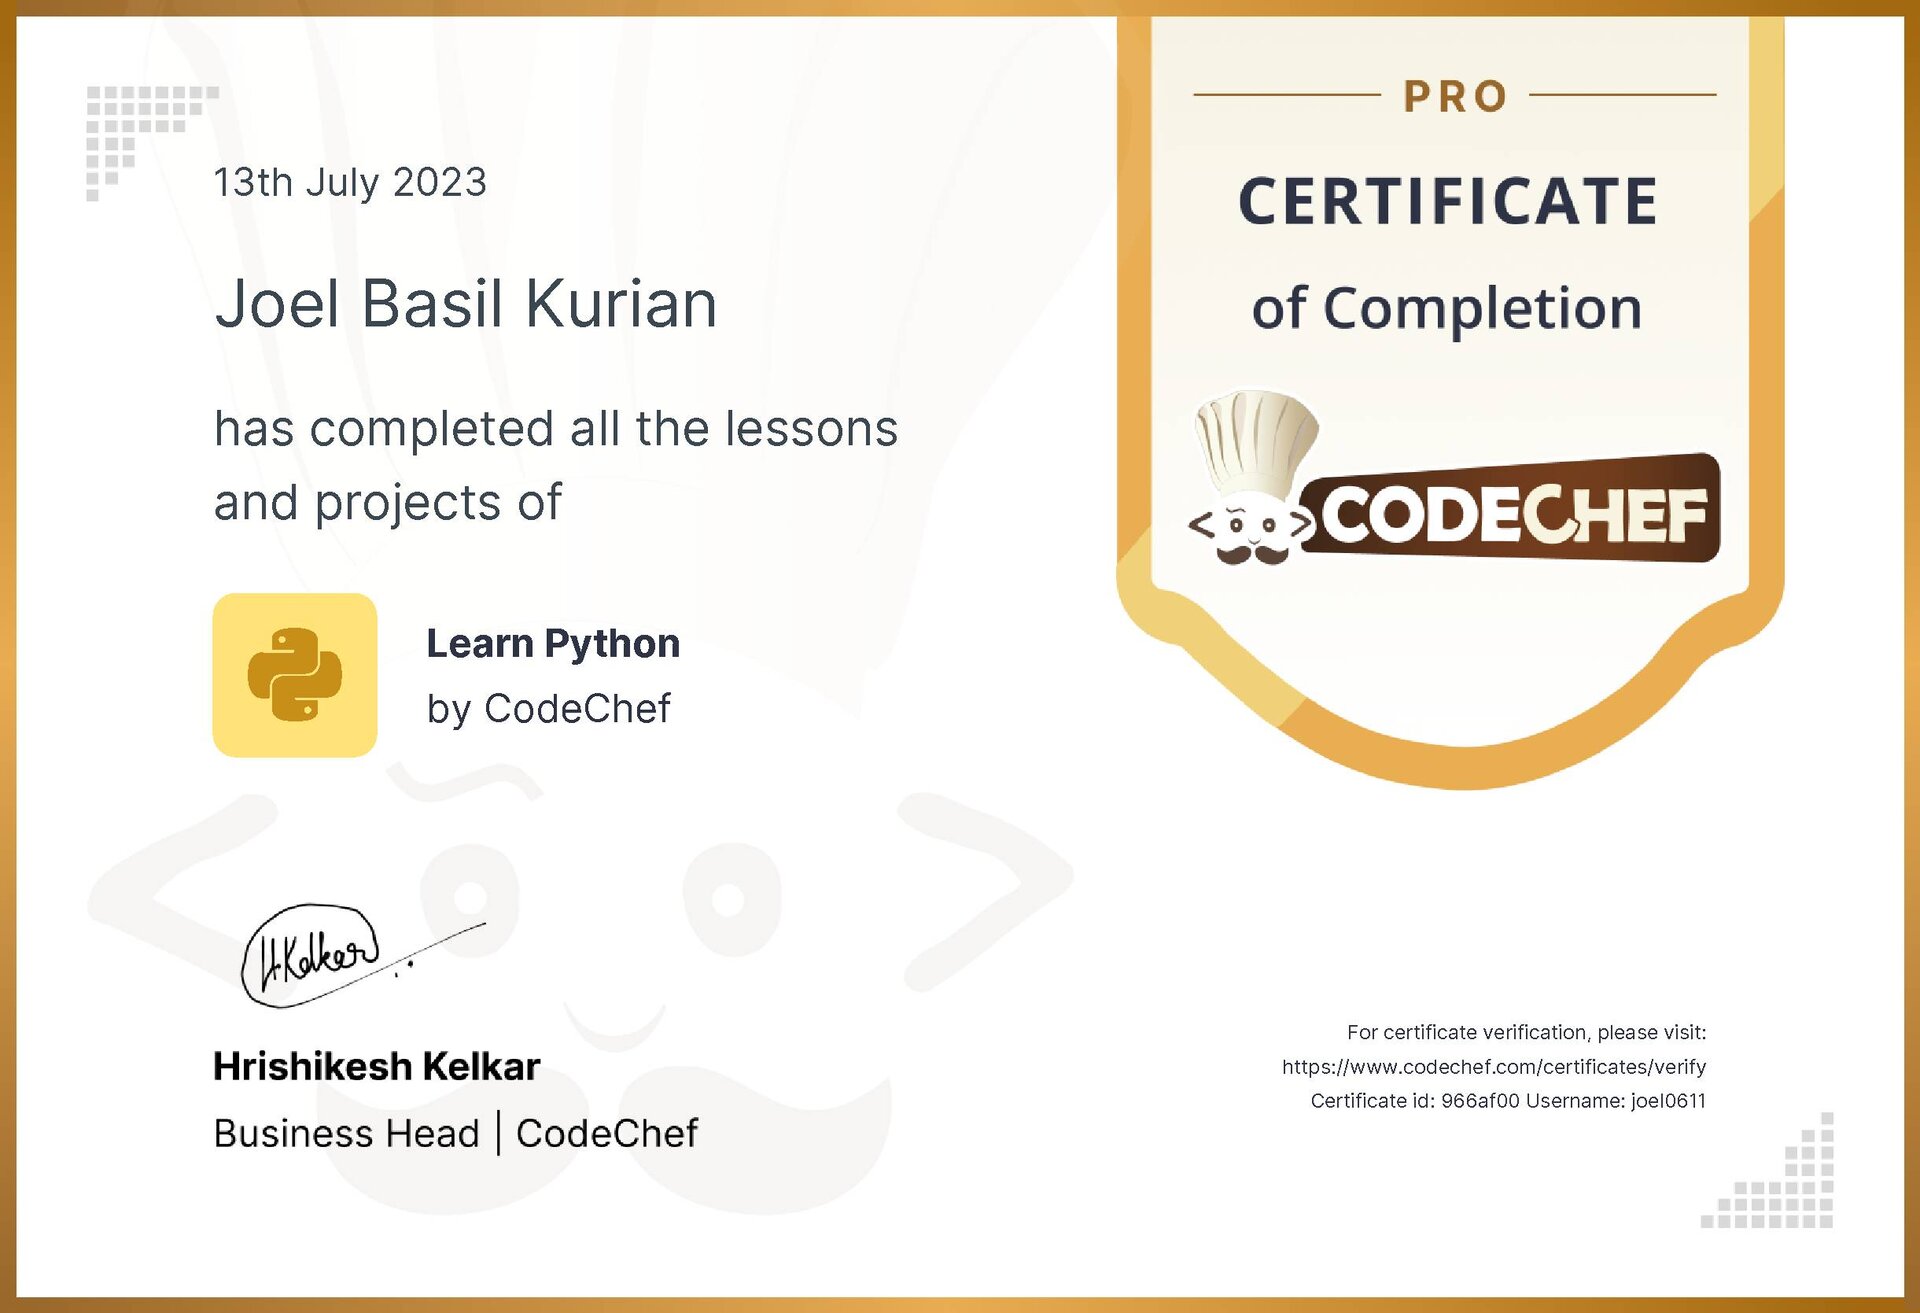 13th July 2023
Joel Basil Kurian
has completed all the lessons
and projects of
Learn Python
by CodeChef
H.Kelkar
Hrishikesh Kelkar
Business Head | CodeChef
PRO
CERTIFICATE
of Completion
CODECHEF
For certificate verification, please visit:
https://www.codechef.com/certificates/verify
Certificate id: 966af00 Username: joel0611